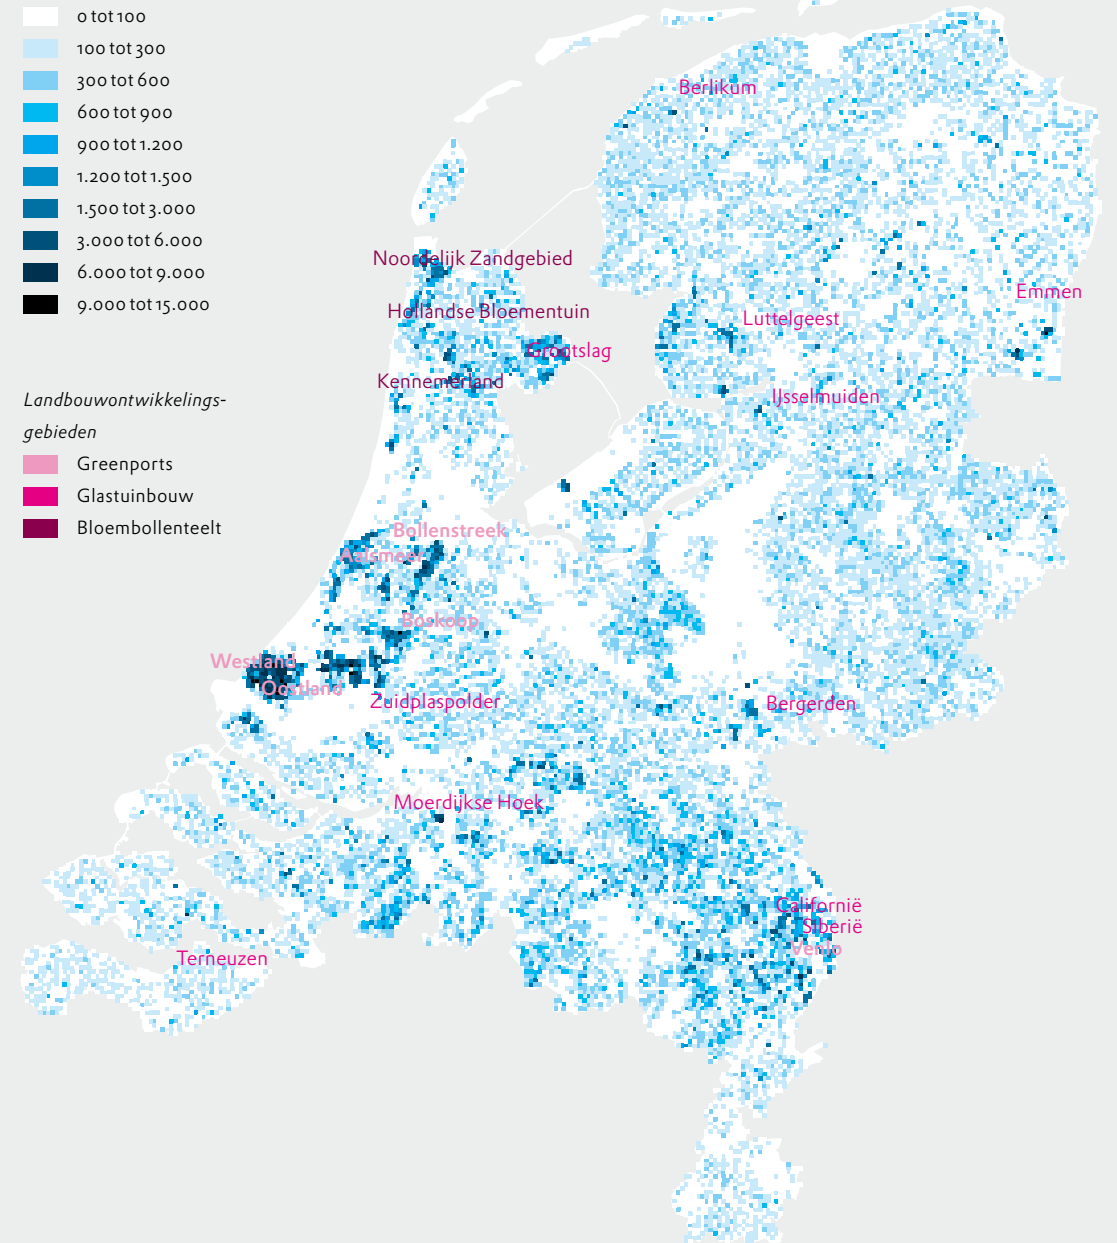 0 tot 100
100 tot 300
300 tot 600
600 tot 900
900 tot 1.200
1.200 tot 1.500
1.500 tot 3.000
3.000 tot 6.000
6.000 tot 9.000
9.000 tot 15.000
Landbouwontwikkelings-
gebieden
Greenports
Glastuinbouw
Bloembollenteelt
Berlikum
Noordelijk Zandgebied
Emmen
Hollandse Bloementuin
Luttelgeest
Grootslag
Kennemerland
IJsselmuiden
Bollenstreek
Aalsmeer
Boskoop
Westland
Oostland
Zuidplaspolder
Bergerden
Moerdijkse Hoek
Californië
Siberië
Venlo
Terneuzen